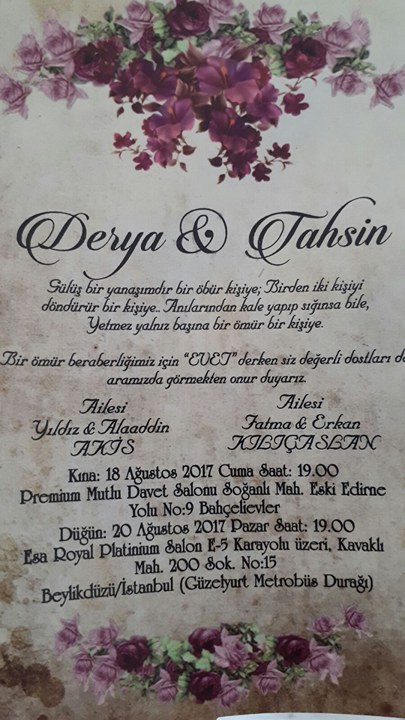 Derya & Tahsin
Gülüş bir yanaşımdır bir öbür kişiye; Birden iki kişiyi
döndürür bir kişiye.. Anılarından kale yapıp sığınsa bile,
Yetmez yalnız başına bir ömür bir kişiye.
Bir ömür beraberliğimiz için "EVET" derken siz değerli dostları da
aramızda görmekten onur duyarız.
Ailesi
Yıldız & Alaaddin
AKİS
Ailesi
Fatma & Erkan
KILIÇASLAN
Kına: 18 Ağustos 2017 Cuma Saat: 19.00
Premium Mutlu Davet Salonu Soğanlı Mah. Eski Edirne
Yolu No:9 Bahçelievler
Düğün: 20 Ağustos 2017 Pazar Saat: 19.00
Esa Royal Platinium Salon E-5 Karayolu üzeri, Kavaklı
Mah. 200 Sok. No:15
Beylikdüzü/İstanbul (Güzelyurt Metrobüs Durağı)